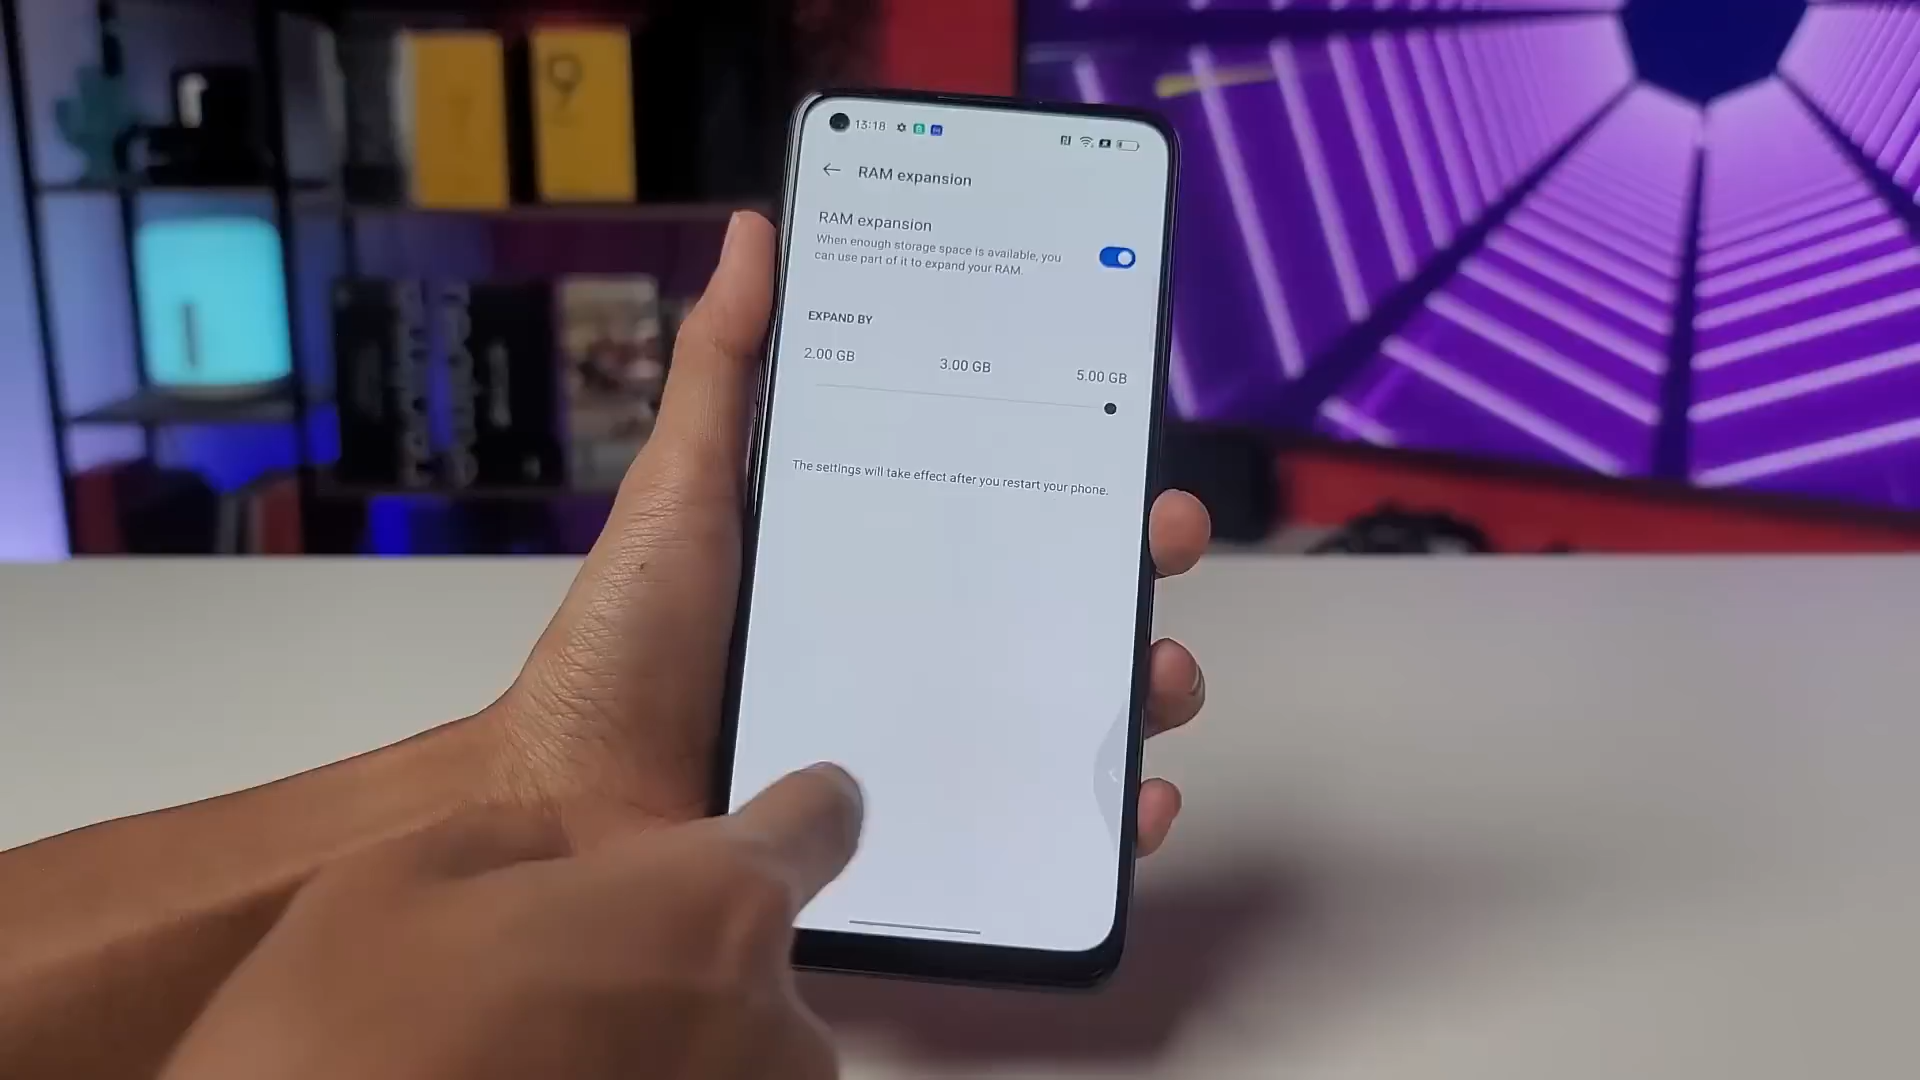 9
13:18
RAM expansion
RAM expansion
When enough storage space is available, you
can use part of it to expand your RAM.
EXPAND BY
2.00 GB 3.00 GB 5.00 GB
The settings will take effect after you restart your phone.